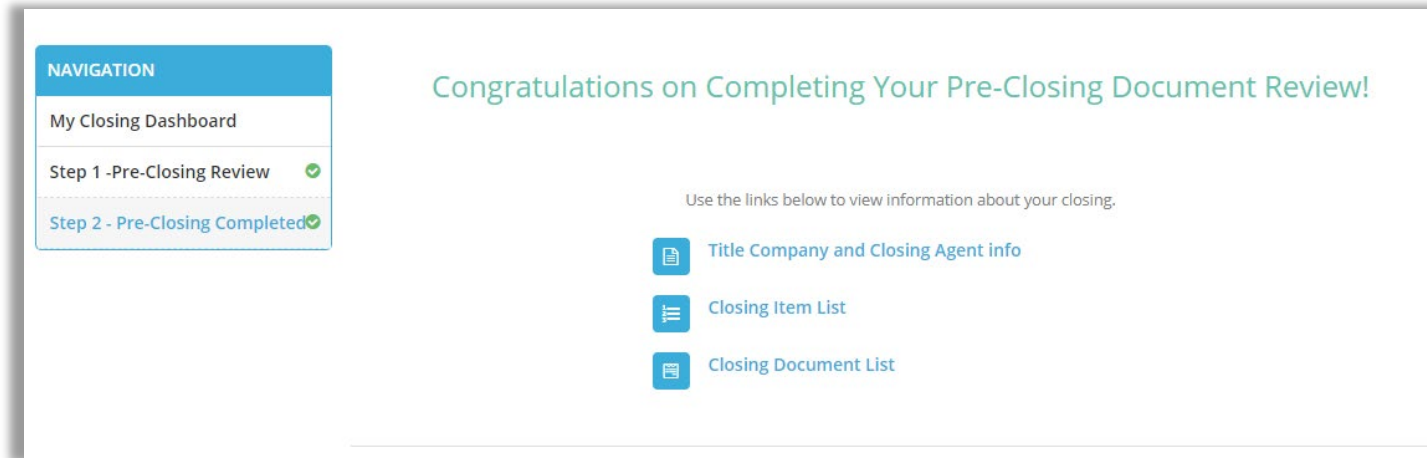 NAVIGATION
My Closing Dashboard
Step 1 -Pre-Closing Review
Step 2 - Pre-Closing Completed
Congratulations on Completing Your Pre-Closing Document Review!
Use the links below to view information about your closing.
Title Company and Closing Agent info
Closing Item List
Closing Document List